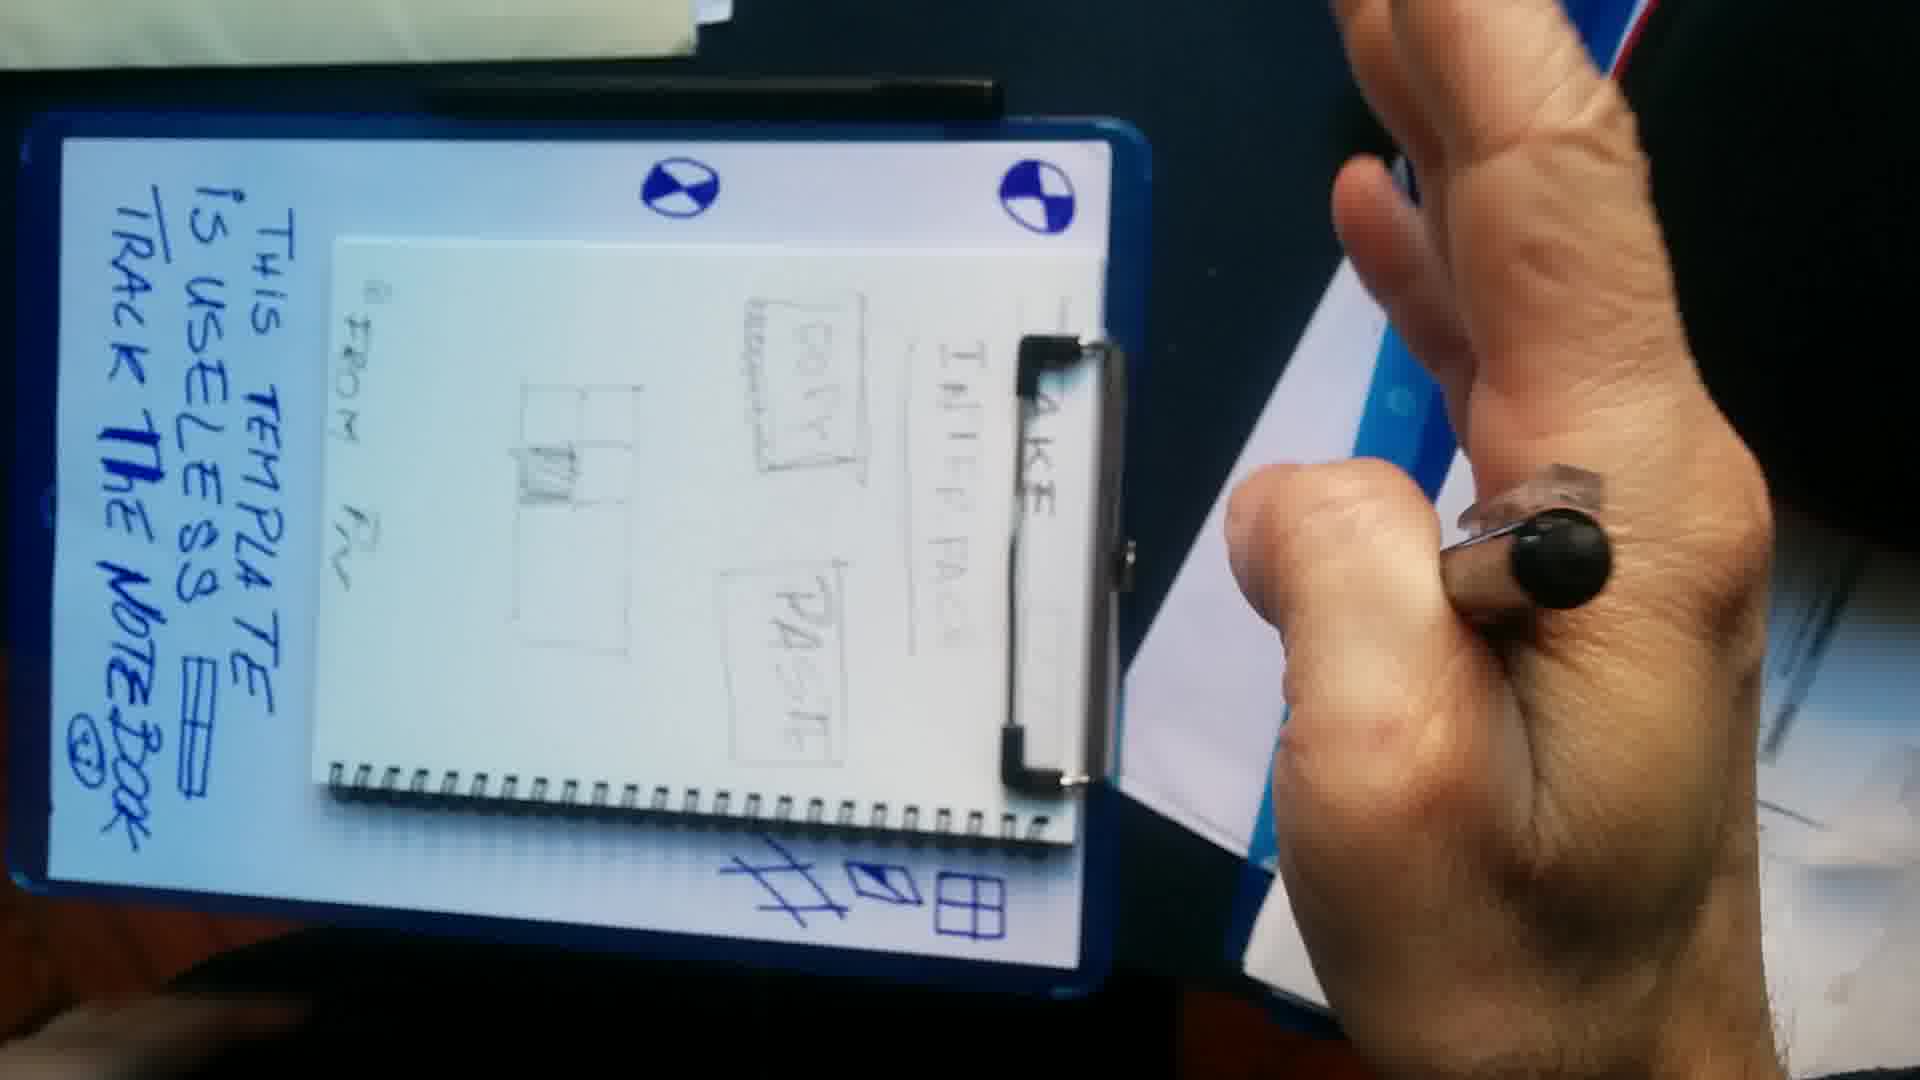 INTERFACE
COPY
PASTE
FROM
THIS TEMPLATE
iS USELESS
TRACK ThE NOTEBOOK